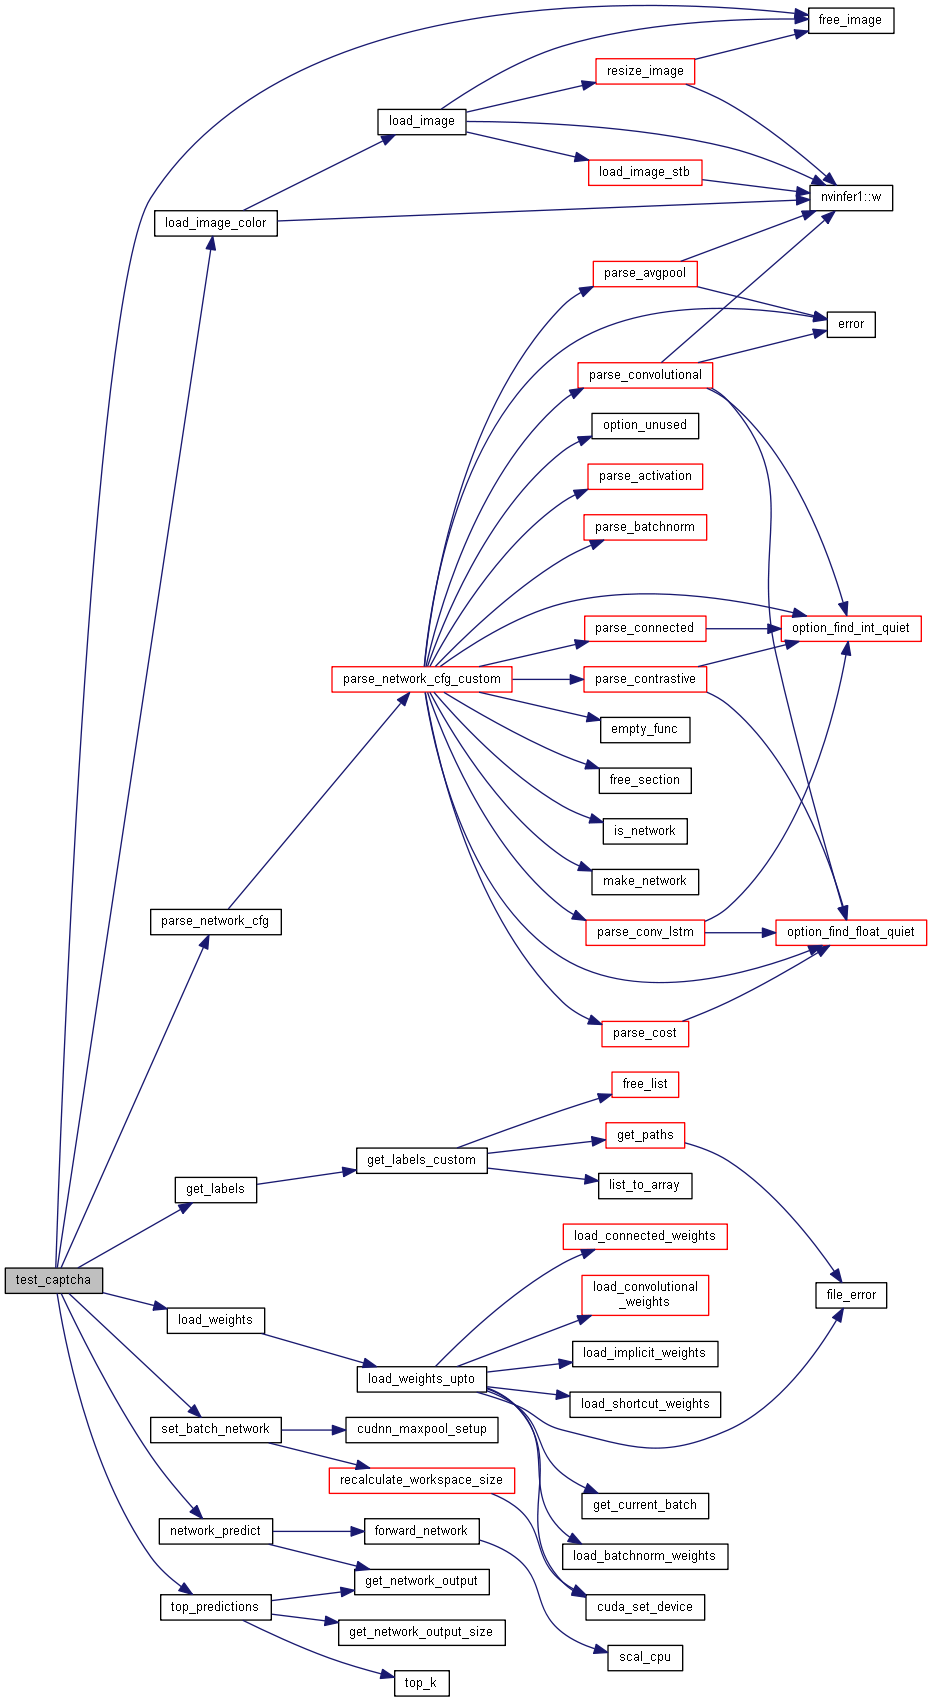 free_image
resize_image
load_image
load_image_stb
nvinfer1::w
load_image_color
parse_avgpool
error
parse_convolutional
option_unused
parse_activation
parse_batchnorm
parse_connected
option_find_int_quiet
parse_network_cfg_custom
parse_contrastive
empty_func
free_section
is_network
make_network
parse_network_cfg
parse_conv_lstm
option_find_float_quiet
parse_cost
free_list
get_paths
get_labels_custom
list_to_array
get_labels
load_connected_weights
test_captcha
load_convolutional
_weights
file_error
load_weights
load_implicit_weights
load_weights_upto
load_shortcut_weights
set_batch_network
cudnn_maxpool_setup
recalculate_workspace_size
get_current_batch
network_predict
forward_network
load_batchnorm_weights
get_network_output
top_predictions
cuda_set_device
get_network_output_size
scal_cpu
top_k